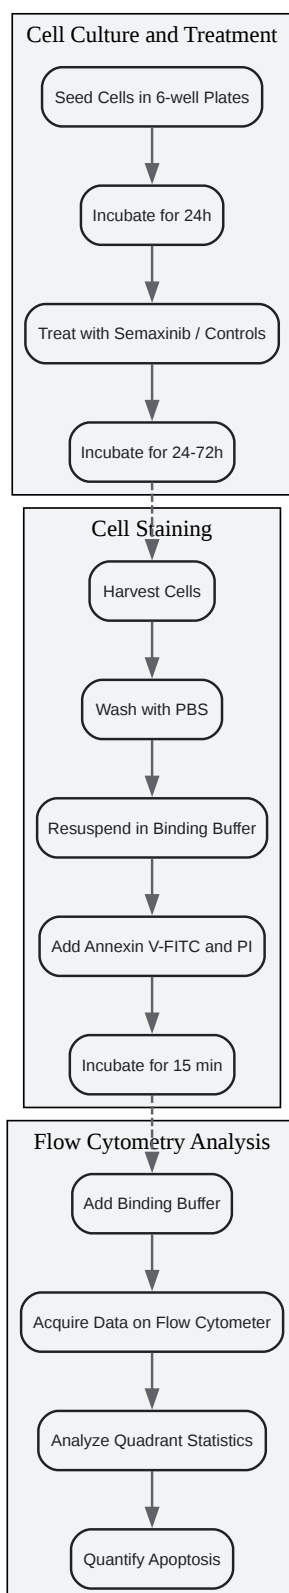 Cell Culture and Treatment
Seed Cells in 6-well Plates
Incubate for 24h
Treat with Semaxinib / Controls
Incubate for 24-72h
Cell Staining
Harvest Cells
Wash with PBS
Resuspend in Binding Buffer
Add Annexin V-FITC and PI
Incubate for 15 min
Flow Cytometry Analysis
Add Binding Buffer
Acquire Data on Flow Cytometer
Analyze Quadrant Statistics
Quantify Apoptosis